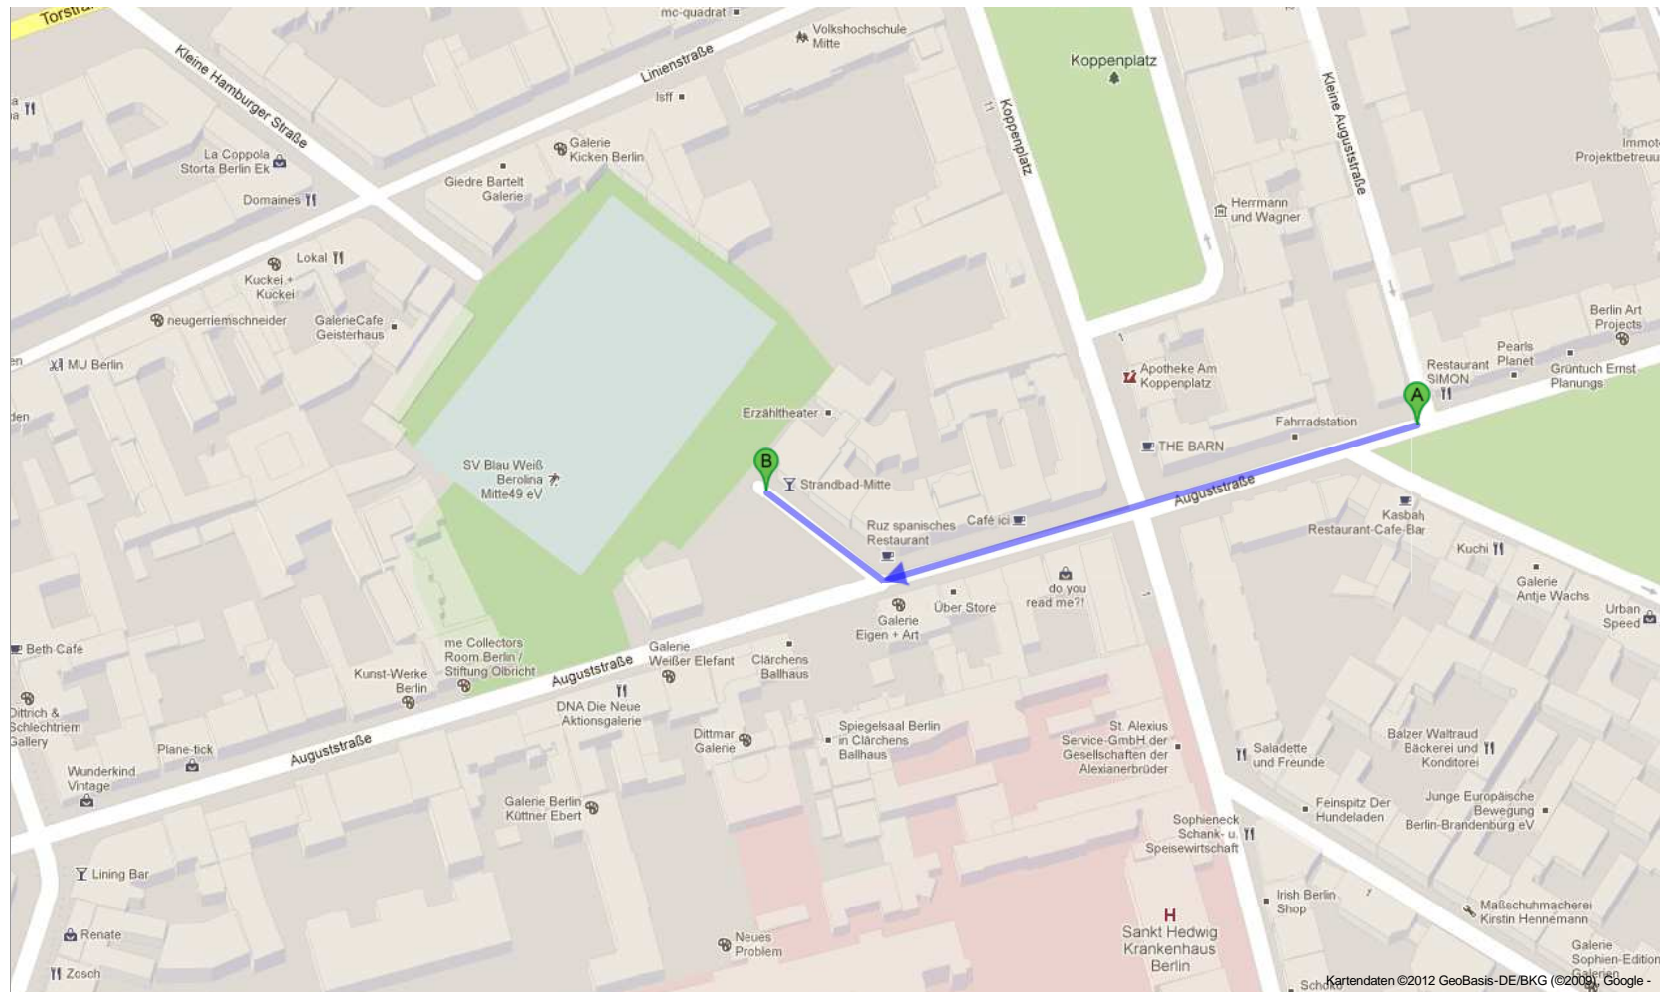 Torstra
Kleine Hamburger Straße
mc-quadrat
Linienstraße
Volkshochschule
Mitte
Isff
Koppenplatz
11
Koppenplatz
Kleine Auguststraße
Immot
Projektbetreuu
La Coppola
Storta Berlin Ek
Domaines
Galerie
Kicken Berlin
Giedre Bartelt
Galerie
Herrmann
und Wagner
Lokal
Kuckei +
Kuckei
neugerriemschneider
GalerieCafe
Geisterhaus
MJ Berlin
Berlin Art
Projects
Pearls
Planet
Restaurant
SIMON
Grüntuch Ernst
Planungs
Apotheke Am
Koppenplatz
A
Fahrradstation
THE BARN
Erzähltheater
B
Strandbad-Mitte
SV Blau Weiß
Berolina
Mitte49 eV
Auguststraße
Ruz spanisches
Restaurant
Café ici
Kasbah
Restaurant-Cafe-Bar
Kuchi
Galerie
Antje Wachs
Urban
Speed
do you
read me?!
Über Store
Galerie
Eigen + Art
Beth Café
me Collectors
Room Berlin /
Stiftung Olbricht
Kunst-Werke
Berlin
Auguststraße
Galerie
Weißer Elefant
Clärchens
Ballhaus
DNA Die Neue
Aktionsgalerie
Dittrich &
Schlechtriem
Gallery
Plane-tick
Auguststraße
Wunderkind
Vintage
Dittmar
Galerie
Spiegelsaal Berlin
in Clärchens
Ballhaus
St. Alexius
Service-GmbH der
Gesellschaften der
Alexianerbrüder
Saladette
und Freunde
Balzer Waltraud
Bäckerei und
Konditorei
Galerie Berlin
Küttner Ebert
Feinspitz Der
Hundeladen
Junge Europäische
Bewegung
Berlin-Brandenburg eV
Sophieneck
Schank- u.
Speisewirtschaft
Lining Bar
Irish Berlin
Shop
Maßschuhmacherei
Kirstin Hennemann
H
Sankt Hedwig
Krankenhaus
Berlin
Renate
Neues
Problem
Zosch
Galerie
Sophien-Edition
Galerien
Schoko
Kartendaten ©2012 GeoBasis-DE/BKG (©2009), Google -